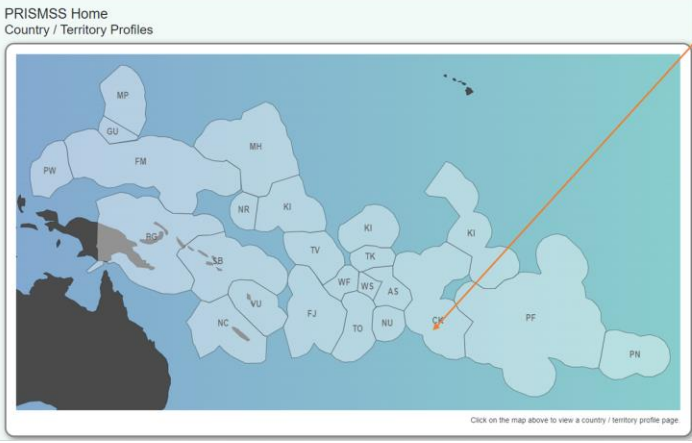 PRISMSS Home
Country / Territory Profiles
MP
GU
MH
FM
PW
NR
KI
KI
KI
PG
TV
TK
SB
WF
WS
AS
VU
NC
FJ
TO
NU
CK
PF
PN
Click on the map above to view a country / territory profile page.